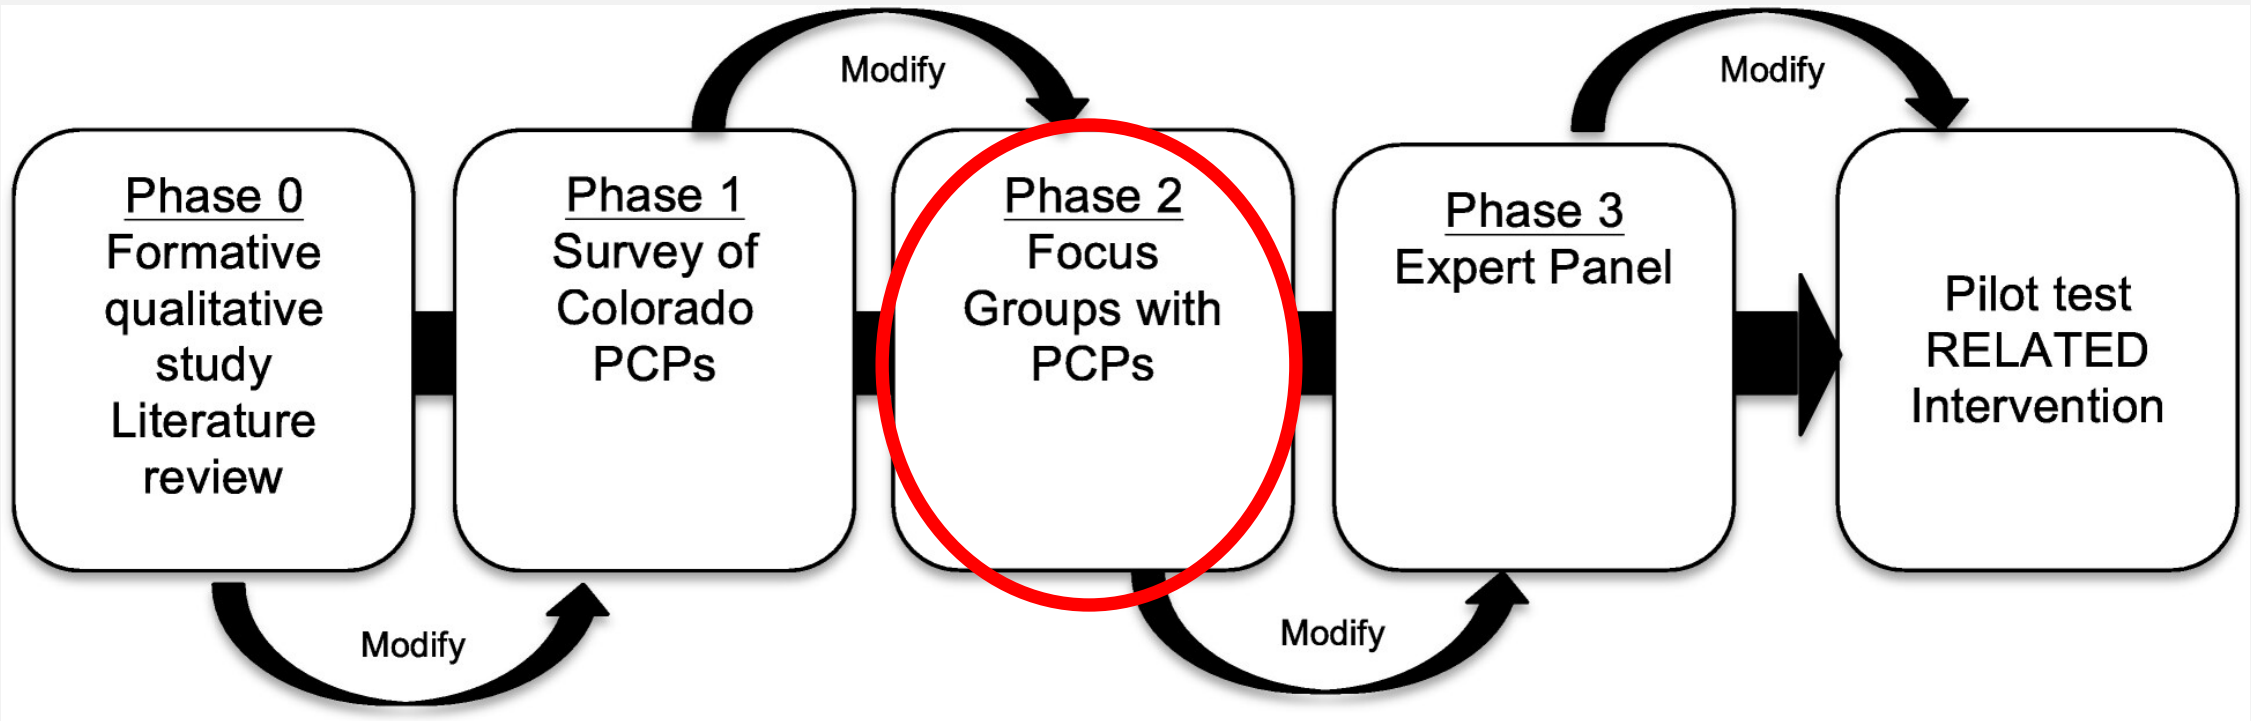 Modify
Modify
Phase 0
Formative
qualitative
study
Literature
review
Phase 1
Survey of
Colorado
PCPs
Phase 2
Focus
Groups with
PCPs
Phase 3
Expert Panel
Pilot test
RELATED
Intervention
Modify
Modify